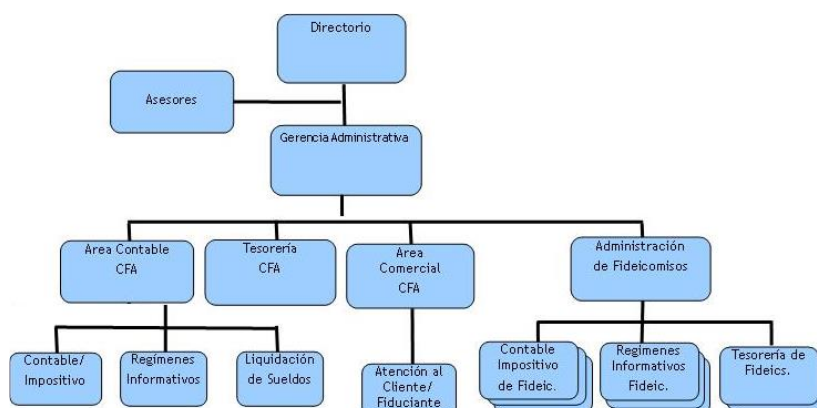 Directorio
Asesores
Gerencia Administrativa
Area Contable
CFA
Tesorería
CFA
Area
Comercial
CFA
Administración
de Fideicomisos
Contable/
Impositivo
Regímenes
Informativos
Liquidación
de Sueldos
Atención al
Cliente/
Fiduciante
Contable
Impositivo
de Fideic.
Regimenes
Informativos
Fideic.
Tesorería de
Fideics.